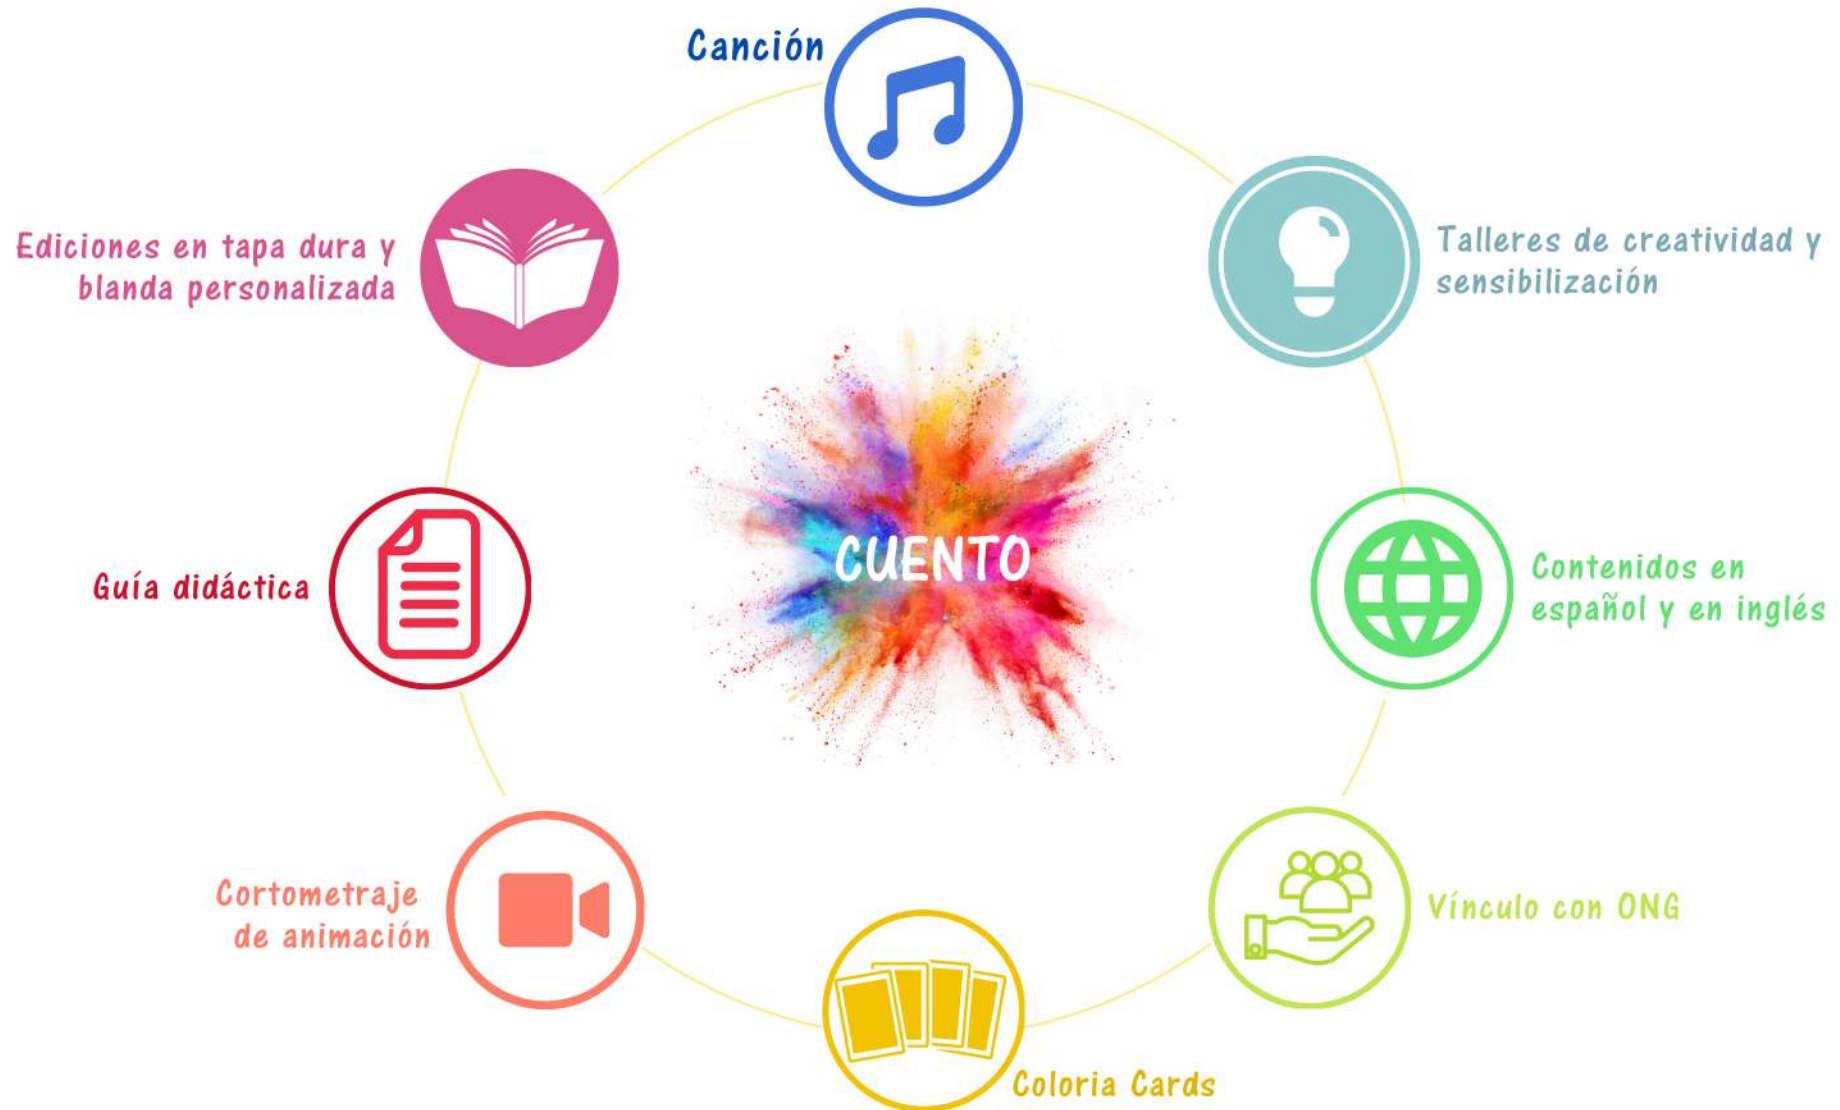 Canción
Ediciones en tapa dura y
blanda personalizada
Talleres de creatividad y
sensibilización
CUENTO
Guía didáctica
Contenidos en
español y en inglés
Cortometraje
de animación
Vínculo con ONG
Coloria Cards